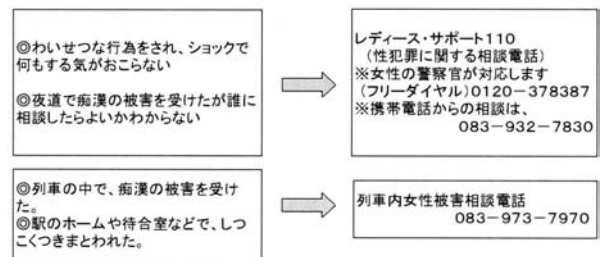 ◎わいせつな行為をされ、ショックで
何もする気がおこらない
◎夜道で痴漢の被害を受けたが誰に
相談したらよいかわからない
レディース・サポート110
(性犯罪に関する相談電話)
※女性の警察官が対応します
(フリーダイヤル)0120-378387
※携帯電話からの相談は、
083-932-7830
◎列車の中で、痴漢の被害を受け
た。
◎駅のホームや待合室などで、しつ
こくつきまとわれた。
列車内女性被害相談電話
083-973-7970